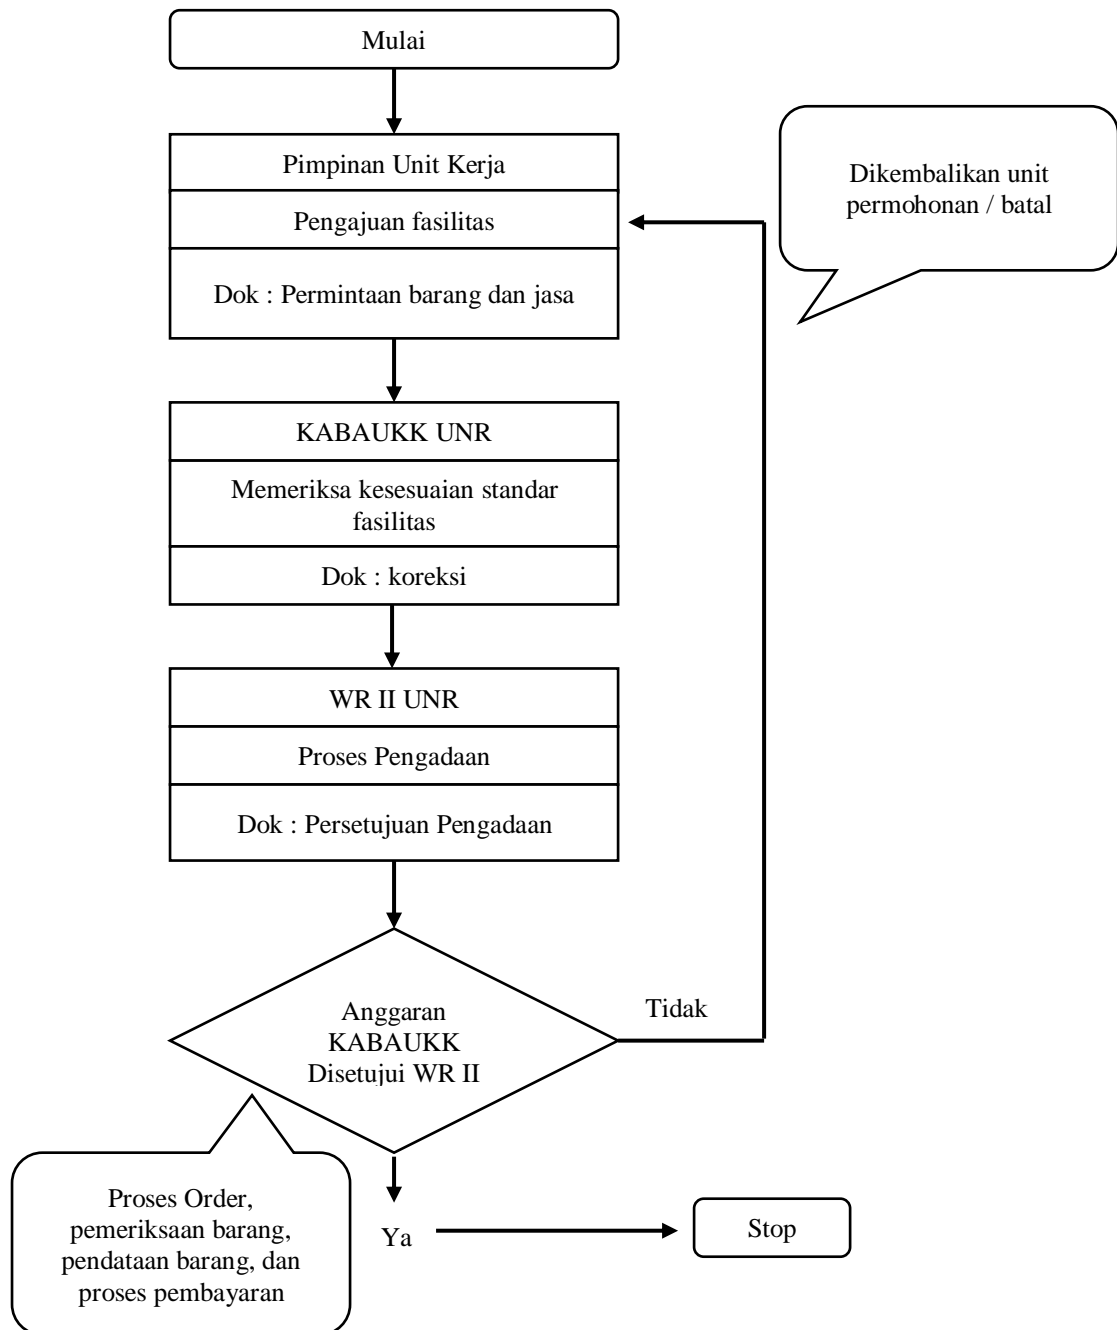 Mulai
Pimpinan Unit Kerja
Pengajuan fasilitas
Dok : Permintaan barang dan jasa
Dikembalikan unit
permohonan / batal
KABAUKK UNR
Memeriksa kesesuaian standar
fasilitas
Dok : koreksi
WR II UNR
Proses Pengadaan
Dok : Persetujuan Pengadaan
Anggaran
KABAUKK
Disetujui WR II
Tidak
Proses Order,
pemeriksaan barang,
pendataan barang, dan
proses pembayaran
Ya
Stop